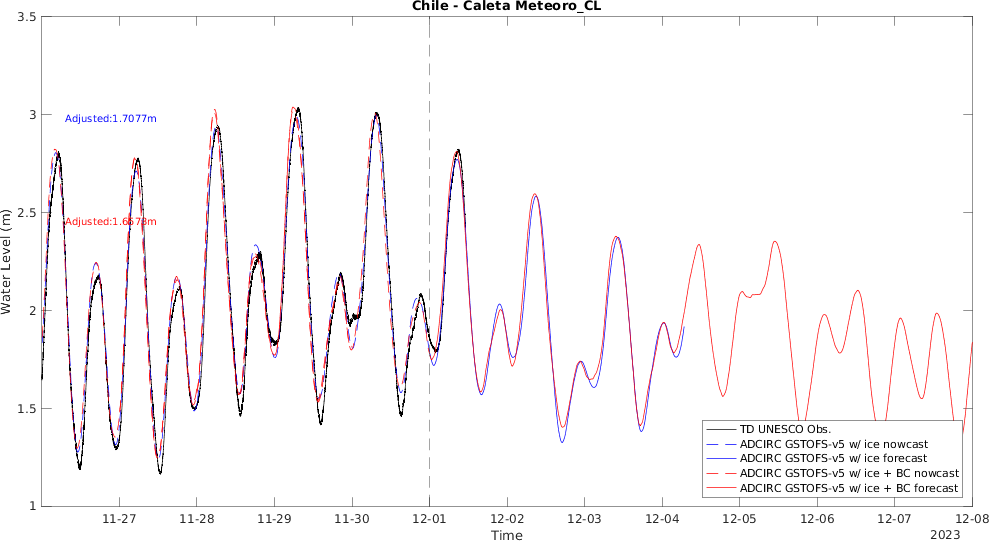 Chile - Caleta Meteoro_CL
3.5
3
2.5
2
1.5
1
Water Level (m)
Adjusted:1.7077m
Adjusted:1.6578m
TD UNESCO Obs.
ADCIRC GSTOFS-v5 w/ ice nowcast
ADCIRC GSTOFS-v5 w/ ice forecast
ADCIRC GSTOFS-v5 w/ ice + BC nowcast
ADCIRC GSTOFS-v5 w/ ice + BC forecast
11-27
11-28
11-29
11-30
12-01
12-02
12-03
12-04
12-05
12-06
12-07
12-08
Time
2023